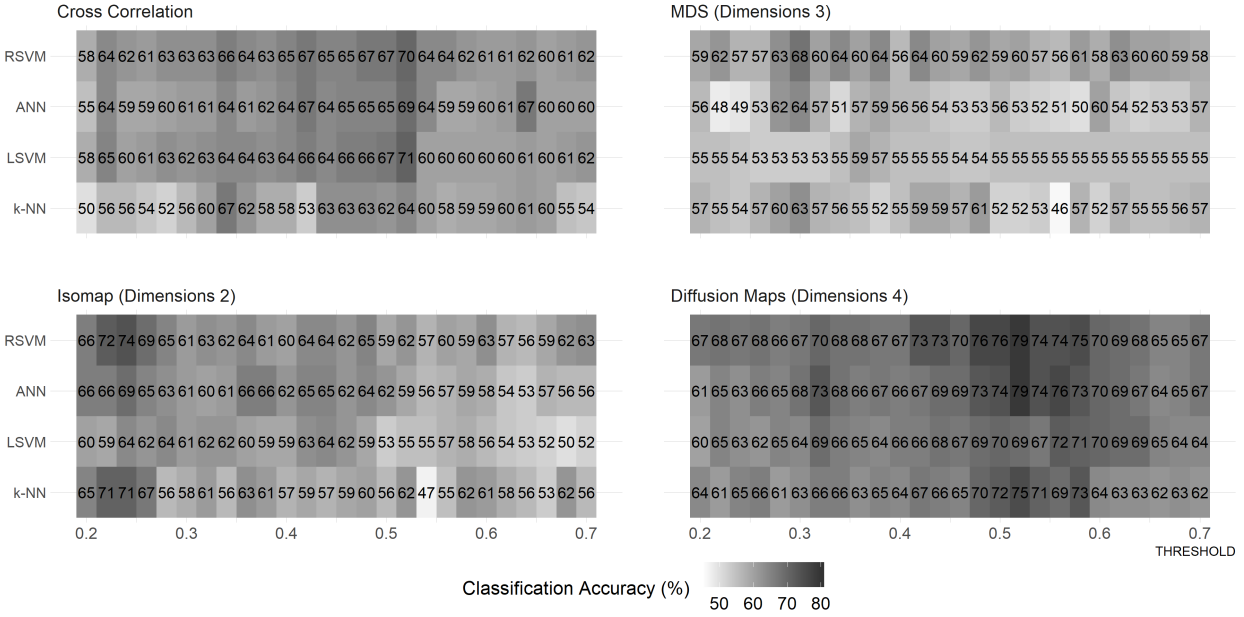 Cross Correlation
MDS (Dimensions 3)
RSVM 58 64 62 61 63 63 63 66 64 63 65 67 65 65 67 67 70 64 64 62 61 61 62 60 61 62
59 62 57 57 63 68 60 64 60 64 56 64 60 59 62 59 60 57 56 61 58 63 60 60 59 58
ANN 55 64 59 59 60 61 61 64 61 62 64 67 64 65 65 65 69 64 59 59 60 61 67 60 60 60
56 48 49 53 62 64 57 51 57 59 56 56 54 53 53 56 53 52 51 50 60 54 52 53 53 57
LSVM 58 65 60 61 63 62 63 64 64 63 64 66 64 66 66 67 71 60 60 60 60 60 61 60 61 62
55 55 54 53 53 53 53 55 59 57 55 55 55 54 54 55 55 55 55 55 55 55 55 55 55 55
k-NN 50 56 56 54 52 56 60 67 62 58 58 53 63 63 63 62 64 60 58 59 59 60 61 60 55 54
57 55 54 57 60 63 57 56 55 52 55 59 59 57 61 52 52 53 46 57 52 57 55 55 56 57
Isomap (Dimensions 2)
Diffusion Maps (Dimensions 4)
RSVM 66 72 74 69 65 61 63 62 64 61 60 64 64 62 65 59 62 57 60 59 63 57 56 59 62 63
67 68 67 68 66 67 70 68 66 67 67 73 73 70 76 76 79 74 74 75 70 69 68 65 65 67
ANN 66 66 69 65 63 61 60 61 66 66 62 65 65 62 64 62 59 56 57 59 58 54 53 57 56 56
61 65 63 66 65 68 73 68 66 67 66 67 69 69 73 74 79 74 76 73 70 69 67 64 65 67
LSVM 60 59 64 62 64 61 62 62 60 59 59 63 64 62 59 53 55 55 57 58 56 54 53 52 50 52
60 65 63 62 65 64 69 66 65 64 66 66 68 67 69 70 69 67 72 71 70 69 69 65 64 64
k-NN 65 71 71 67 56 58 61 56 63 61 57 59 57 59 60 56 62 47 55 62 61 58 56 53 62 56
64 61 65 66 61 63 66 66 63 65 64 67 66 65 70 72 75 71 69 73 64 63 63 62 63 62
0.2 0.3 0.4 0.5 0.6 0.7
0.2 0.3 0.4 0.5 0.6 0.7
THRESHOLD
Classification Accuracy (%)
50 60 70 80